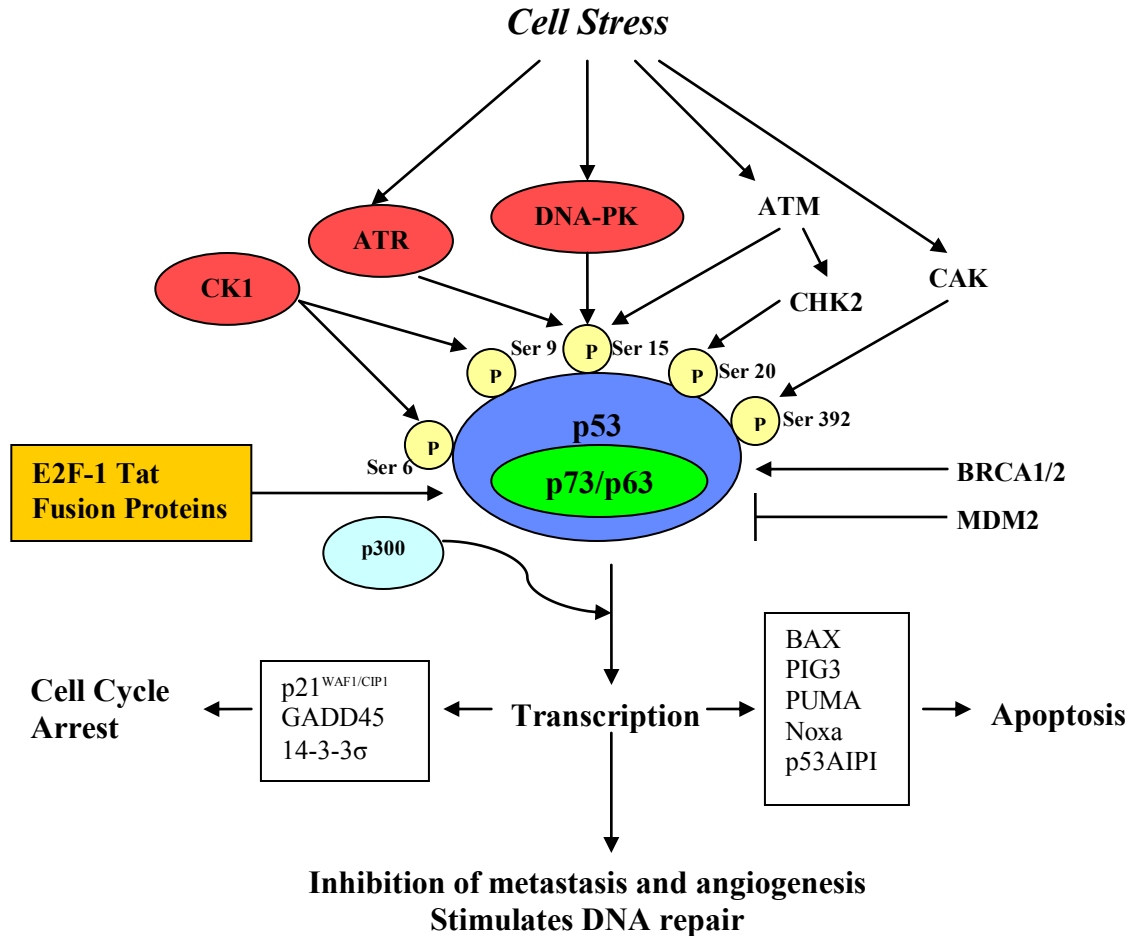 Cell Stress
DNA-PK
ATM
ATR
CK1
CHK2
CAK
Ser 9
P
Ser 15
P
P
Ser 20
P
Ser 392
p53
P
Ser 6
E2F-1 Tat
Fusion Proteins
p73/p63
BRCA1/2
MDM2
p300
BAX
PIG3
PUMA
Noxa
p53AIPI
Cell Cycle
Arrest
p21WAF1/CIP1
GADD45
14-3-3σ
Transcription
Apoptosis
Inhibition of metastasis and angiogenesis
Stimulates DNA repair